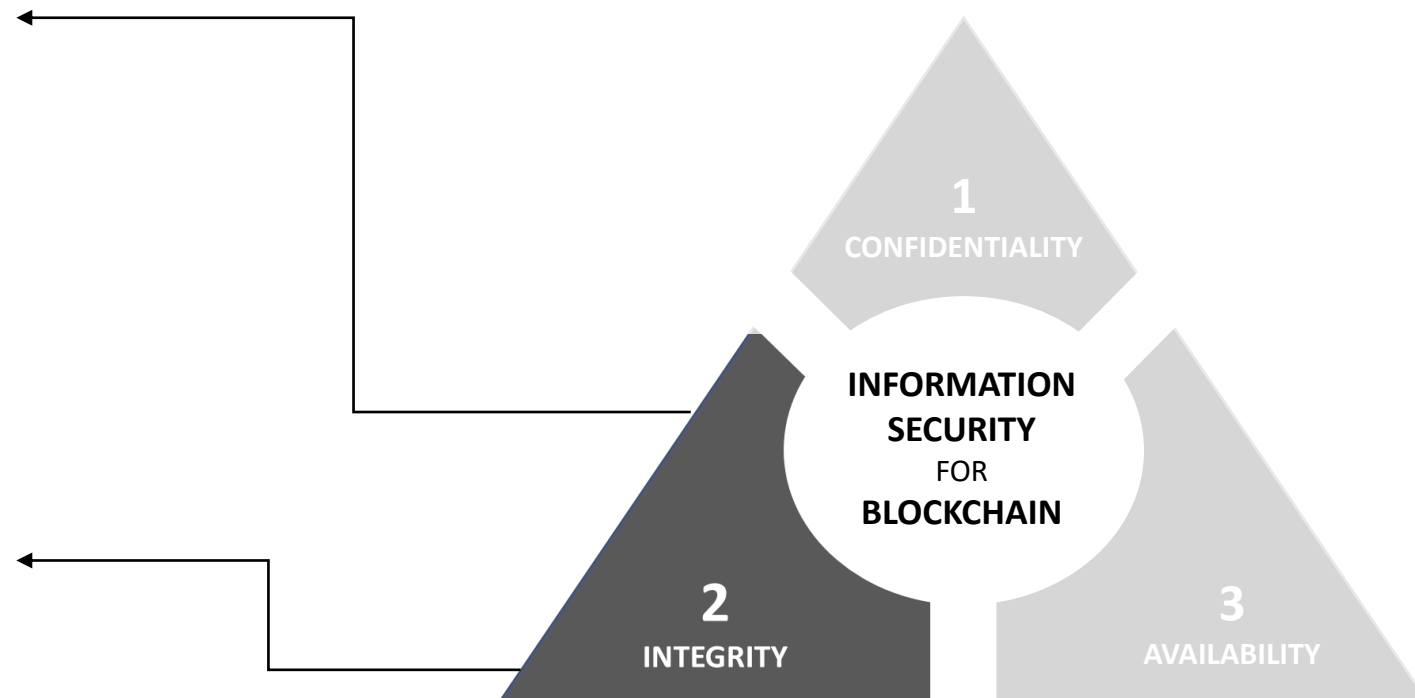 1
CONFIDENTIALITY
INFORMATION
SECURITY
FOR
BLOCKCHAIN
2
INTEGRITY
3
AVAILABILITY